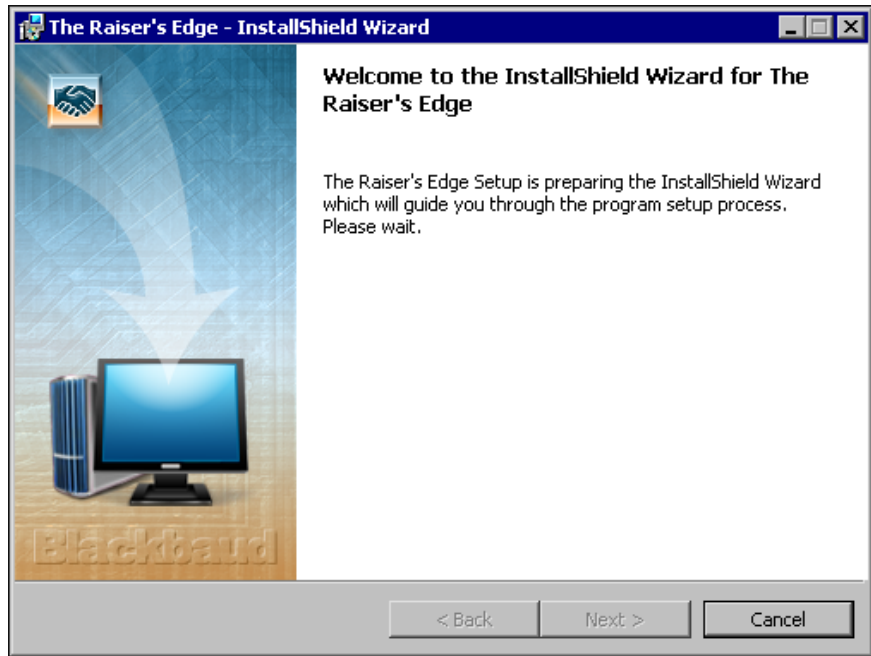 The Raiser's Edge - InstallShield Wizard
Welcome to the InstallShield Wizard for The
Raiser's Edge
The Raiser's Edge Setup is preparing the InstallShield Wizard
which will guide you through the program setup process.
Please wait.
Blackbaud
< Back
Next >
Cancel